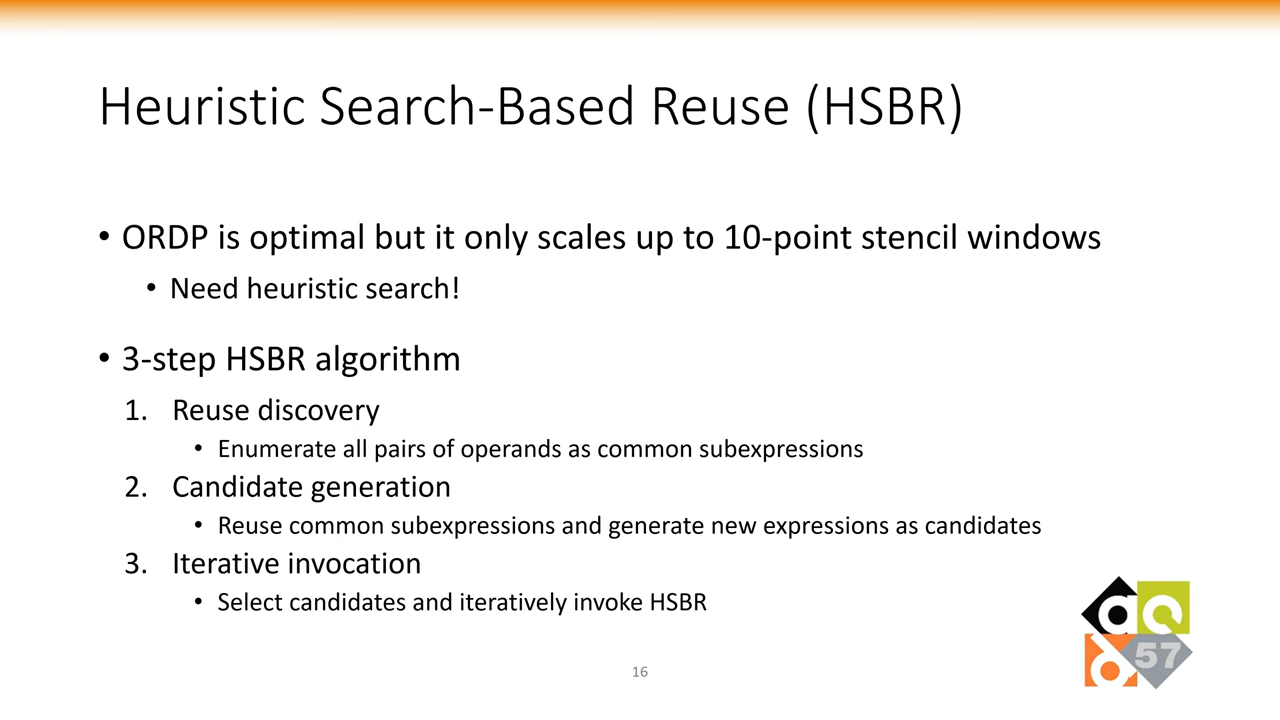 Heuristic Search-Based Reuse (HSBR)
• ORDP is optimal but it only scales up to 10-point stencil windows
• Need heuristic search!
• 3-step HSBR algorithm
1. Reuse discovery
• Enumerate all pairs of operands as common subexpressions
2. Candidate generation
• Reuse common subexpressions and generate new expressions as candidates
3. Iterative invocation
• Select candidates and iteratively invoke HSBR
57
16